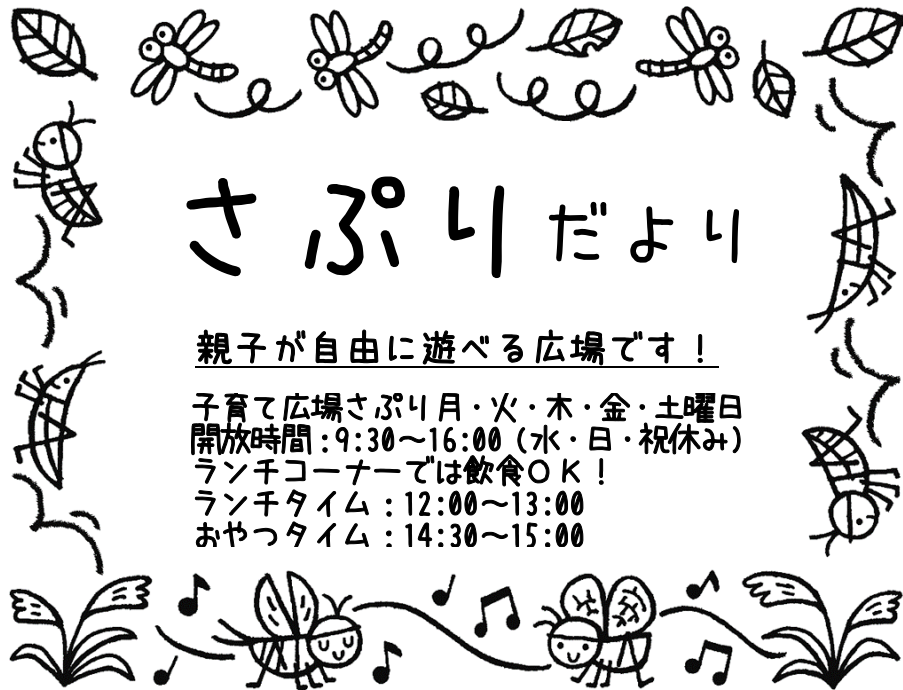 さぷりだより
親子が自由に遊べる広場です！
子育て広場さぷり月・火・木・金・土曜日
開放時間：9:30～16:00（水・日・祝休み）
ランチコーナーでは飲食ＯＫ！
ランチタイム：12:00～13:00
おやつタイム：14:30～15:00